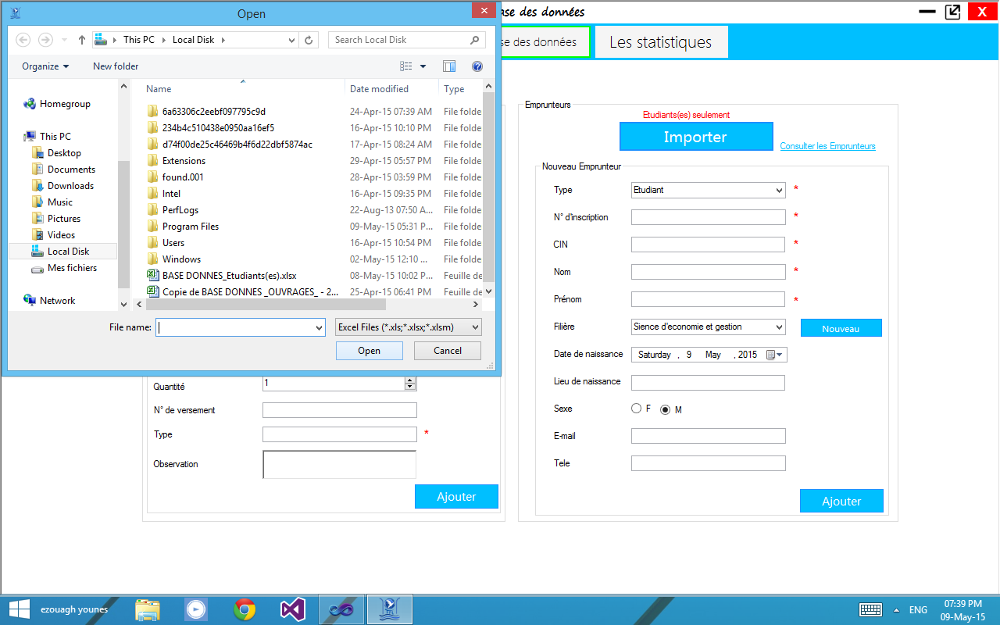 Open
ase des données
X
se des données
Les statistiques
This PC
Local Disk
Search Local Disk
Organize
New folder
Name
Date modified
Type
Homegroup
This PC
Desktop
Documents
Downloads
Music
Pictures
Videos
Local Disk
Mes fichiers
Network
6a63306c2eebf097795c9d 24-Apr-15 07:39 AM File folde
234b4c510438e0950aa16ef5 16-Apr-15 10:10 PM File folde
d74f00de25c46469b4f6d22dbf5874ac 17-Apr-15 08:24 AM File folde
Extensions 29-Apr-15 05:57 PM File folde
found.001 28-Apr-15 03:59 PM File folde
Intel 16-Apr-15 09:35 PM File folde
PerfLogs 22-Aug-13 07:50 A... File folde
Program Files 09-May-15 05:31 P... File folde
Users 16-Apr-15 10:54 PM File folde
Windows 02-May-15 12:10 ... File folde
BASE DONNES_Etudiants(es).xlsx 08-May-15 10:02 P... Feuille de
Copie de BASE DONNES _OUVRAGES_ - 2... 25-Apr-15 06:41 PM Feuille de
File name:
Excel Files (*.xls;*.xlsx;*.xlsm)
Open
Cancel
Quantité 1
N° de versement
Type *
Observation
Ajouter
Emprunteurs
Etudiants(es) seulement
Importer
Consulter les Emprunteurs
Nouveau Emprunteur
Type Etudiant *
N° d'inscription *
CIN *
Nom *
Prénom *
Filière Sience d'economie et gestion Nouveau
Date de naissance Saturday , 9 May , 2015
Lieu de naissance
Sexe F M
E-mail
Tele
Ajouter
ezouagh younes
ENG
07:39 PM
09-May-15